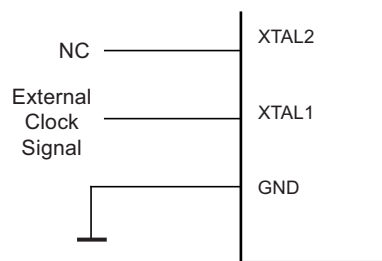 NC
XTAL2
External
Clock
Signal
XTAL1
GND